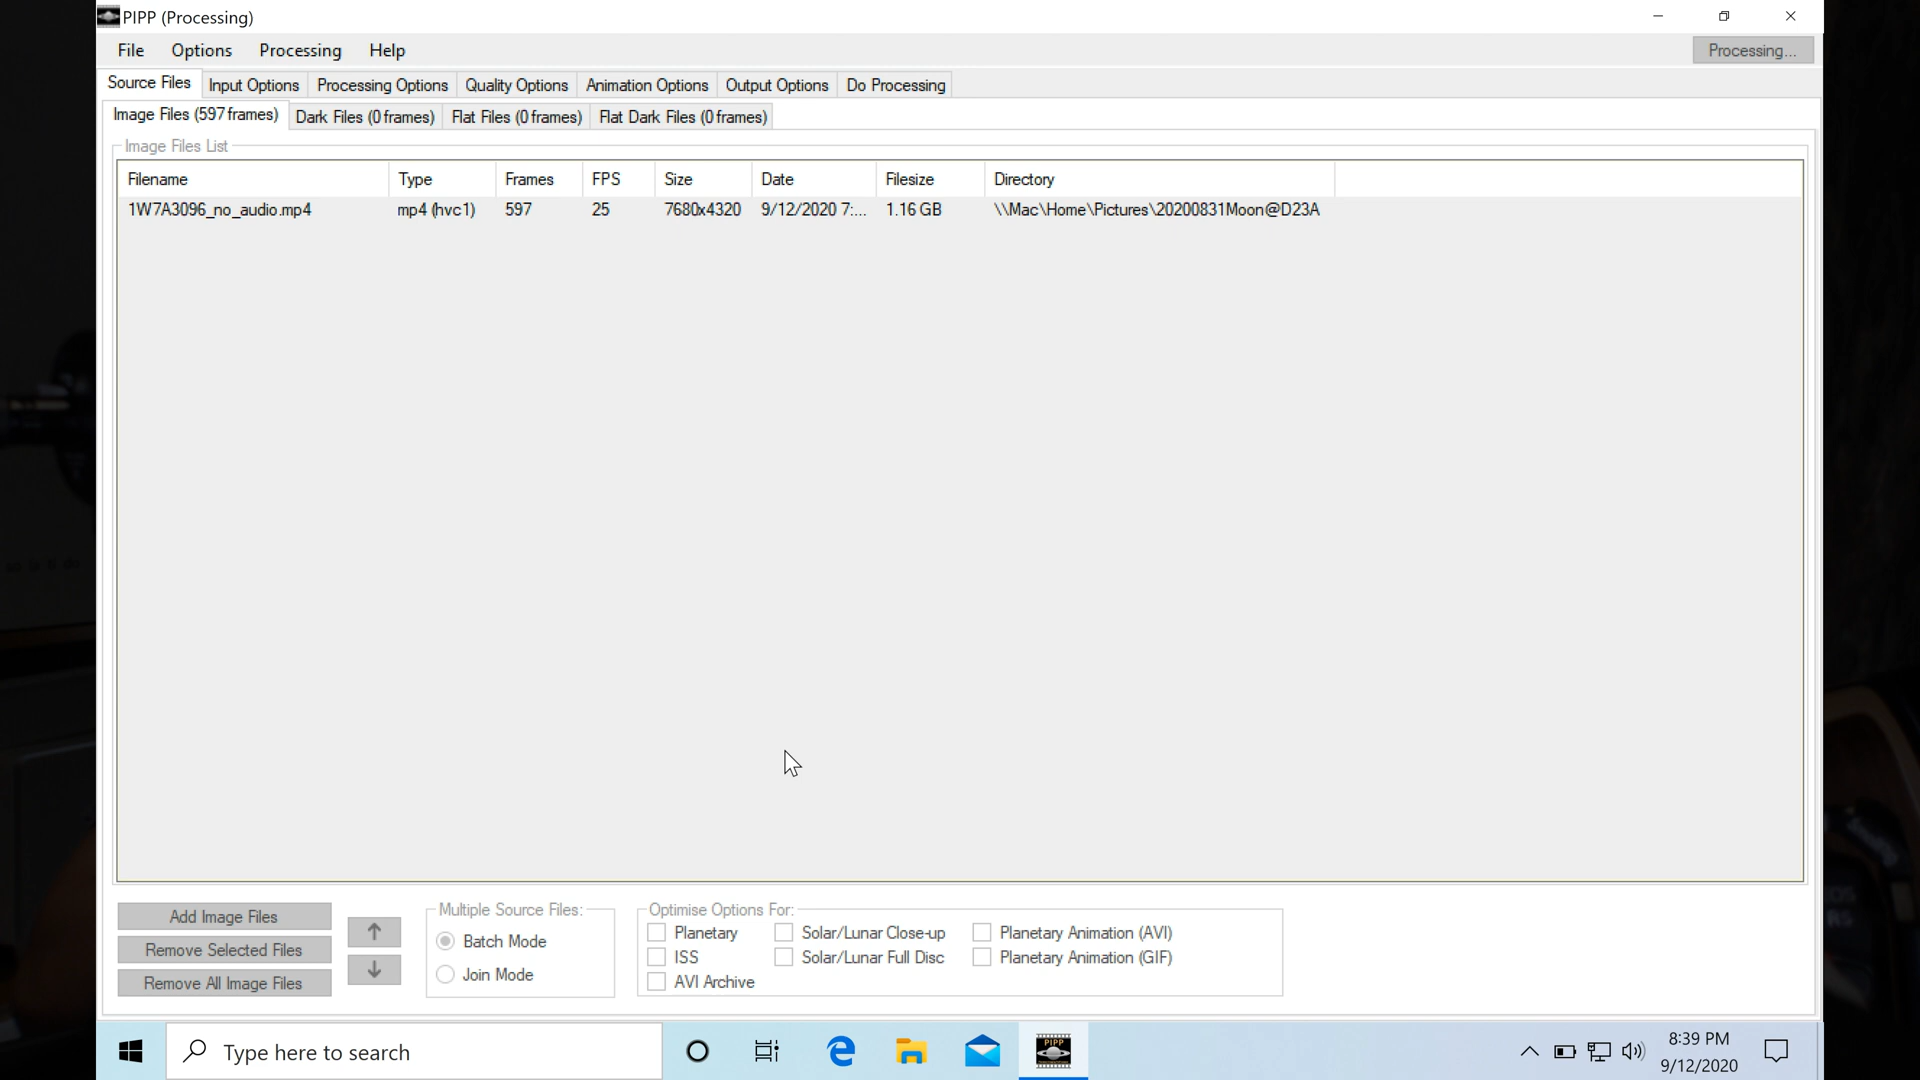 PIPP (Processing)
File Options Processing Help Processing...
Source Files Input Options Processing Options Quality Options Animation Options Output Options Do Processing
Image Files (597 frames) Dark Files (0 frames) Flat Files (0 frames) Flat Dark Files (0 frames)
Image Files List
Filename Type Frames FPS Size Date Filesize Directory
1W7A3096_no_audio.mp4 mp4 (hvc1) 597 25 7680x4320 9/12/2020 7:... 1.16 GB \\Mac\Home\Pictures\20200831Moon@D23A
Add Image Files
Remove Selected Files
Remove All Image Files
Multiple Source Files:
Batch Mode
Join Mode
Optimise Options For:
Planetary Solar/Lunar Close-up Planetary Animation (AVI)
ISS Solar/Lunar Full Disc Planetary Animation (GIF)
AVI Archive
Type here to search
PIPP
8:39 PM
9/12/2020